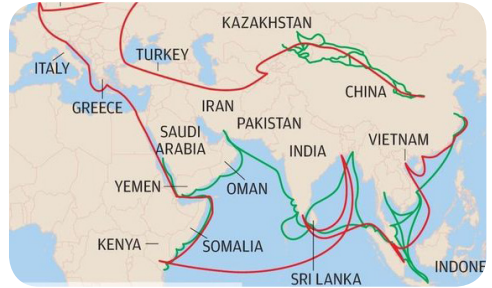 KAZAKHSTAN
TURKEY
ITALY
CHINA
GREECE
IRAN
PAKISTAN
SAUDI
ARABIA
INDIA
VIETNAM
YEMEN
OMAN
KENYA
SOMALIA
INDONE
SRI LANKA